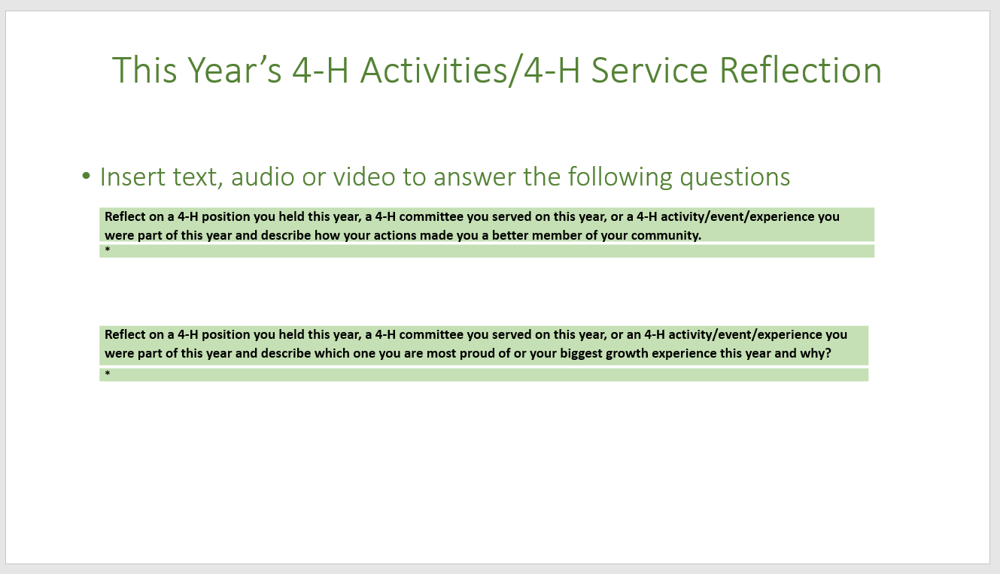 This Year’s 4-H Activities/4-H Service Reflection
• Insert text, audio or video to answer the following questions
Reflect on a 4-H position you held this year, a 4-H committee you served on this year, or a 4-H activity/event/experience you
were part of this year and describe how your actions made you a better member of your community.
*
Reflect on a 4-H position you held this year, a 4-H committee you served on this year, or an 4-H activity/event/experience you
were part of this year and describe which one you are most proud of or your biggest growth experience this year and why?
*